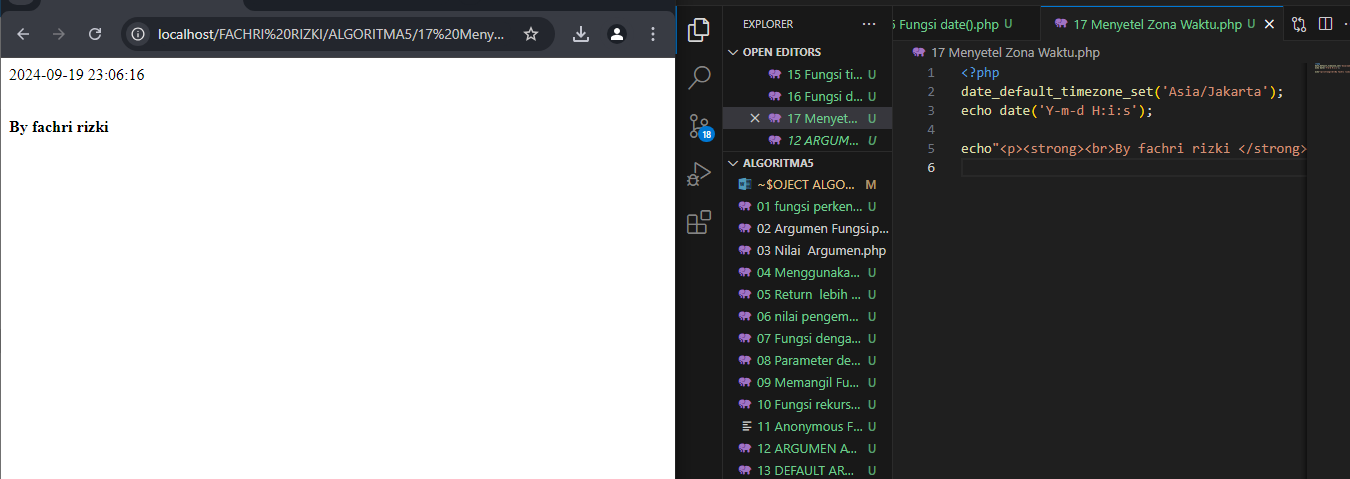 localhost/FACHRI%20RIZKI/ALGORITMA5/17%20Meny...
2024-09-19 23:06:16
By fachri rizki
18
EXPLORER
OPEN EDITORS
15 Fungsi ti... U
16 Fungsi d... U
17 Menyet... U
12 ARGUM... U
ALGORITMA5
~$OJECT ALGO... M
01 fungsi perken... U
02 Argumen Fungsi.p...
03 Nilai Argumen.php
04 Menggunaka... U
05 Return lebih ... U
06 nilai pengem... U
07 Fungsi denga... U
08 Parameter de... U
09 Memangil Fu... U
10 Fungsi rekurs... U
11 Anonymous F... U
12 ARGUMEN A... U
13 DEFAULT AR... U
6 Fungsi date().php U
17 Menyetel Zona Waktu.php U
17 Menyetel Zona Waktu.php
1 <?php
2 date_default_timezone_set('Asia/Jakarta');
3 echo date('Y-m-d H:i:s');
4
5 echo"<p><strong><br>By fachri rizki </strong>
6